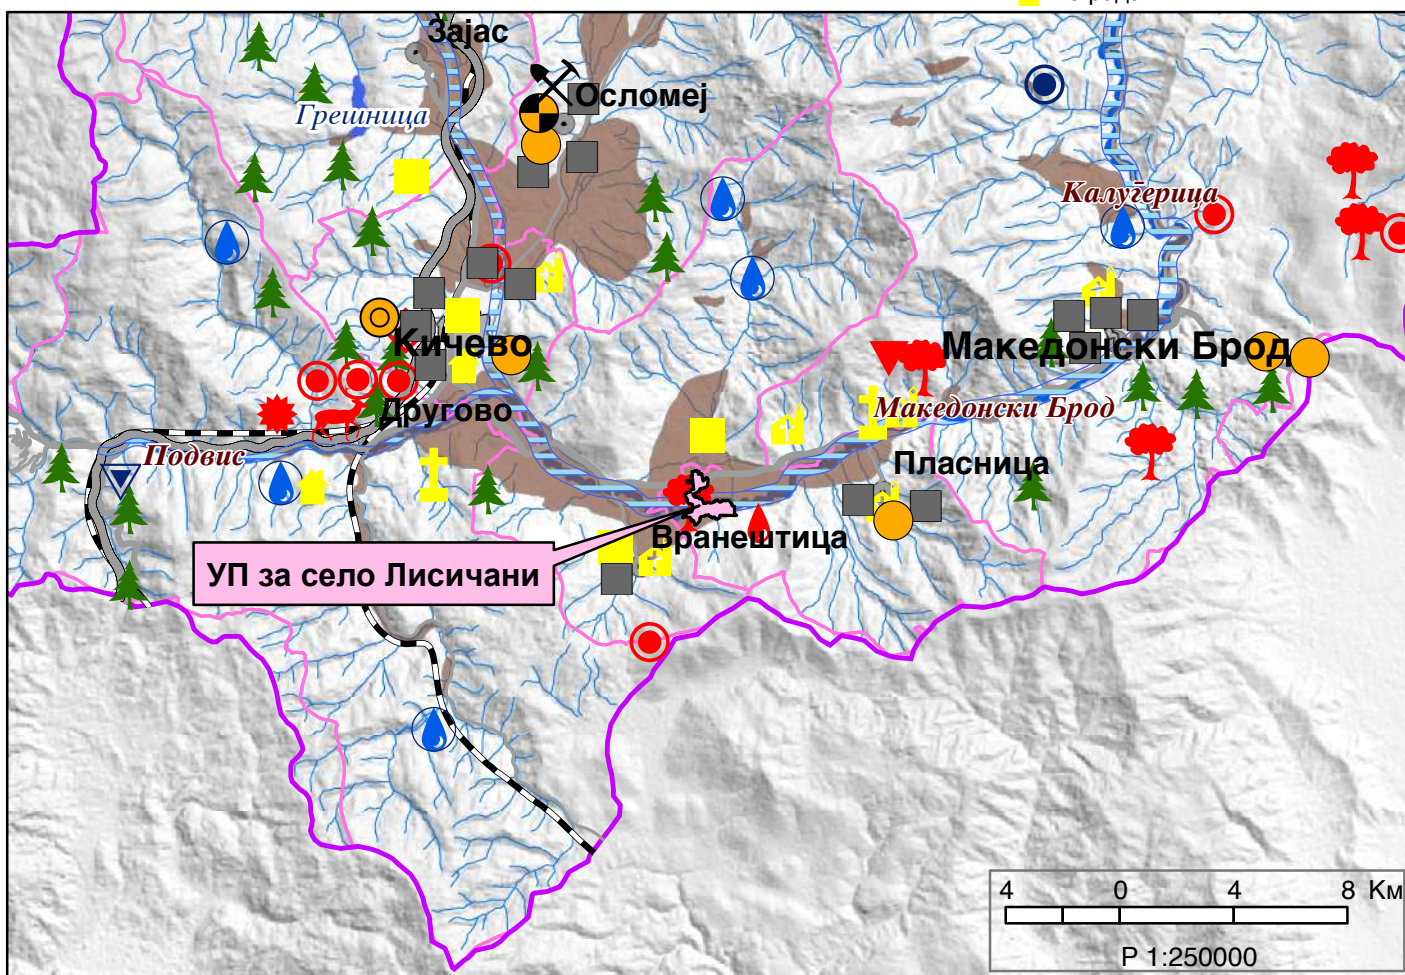 Зајас
Осломеј
Грешница
Калуѓерица
Кичево
Македонски Брод
Другово
Македонски Брод
Подвис
Пласница
Вранештица
УП за село Лисичани
4 0 4 8 Км
Р 1:250000